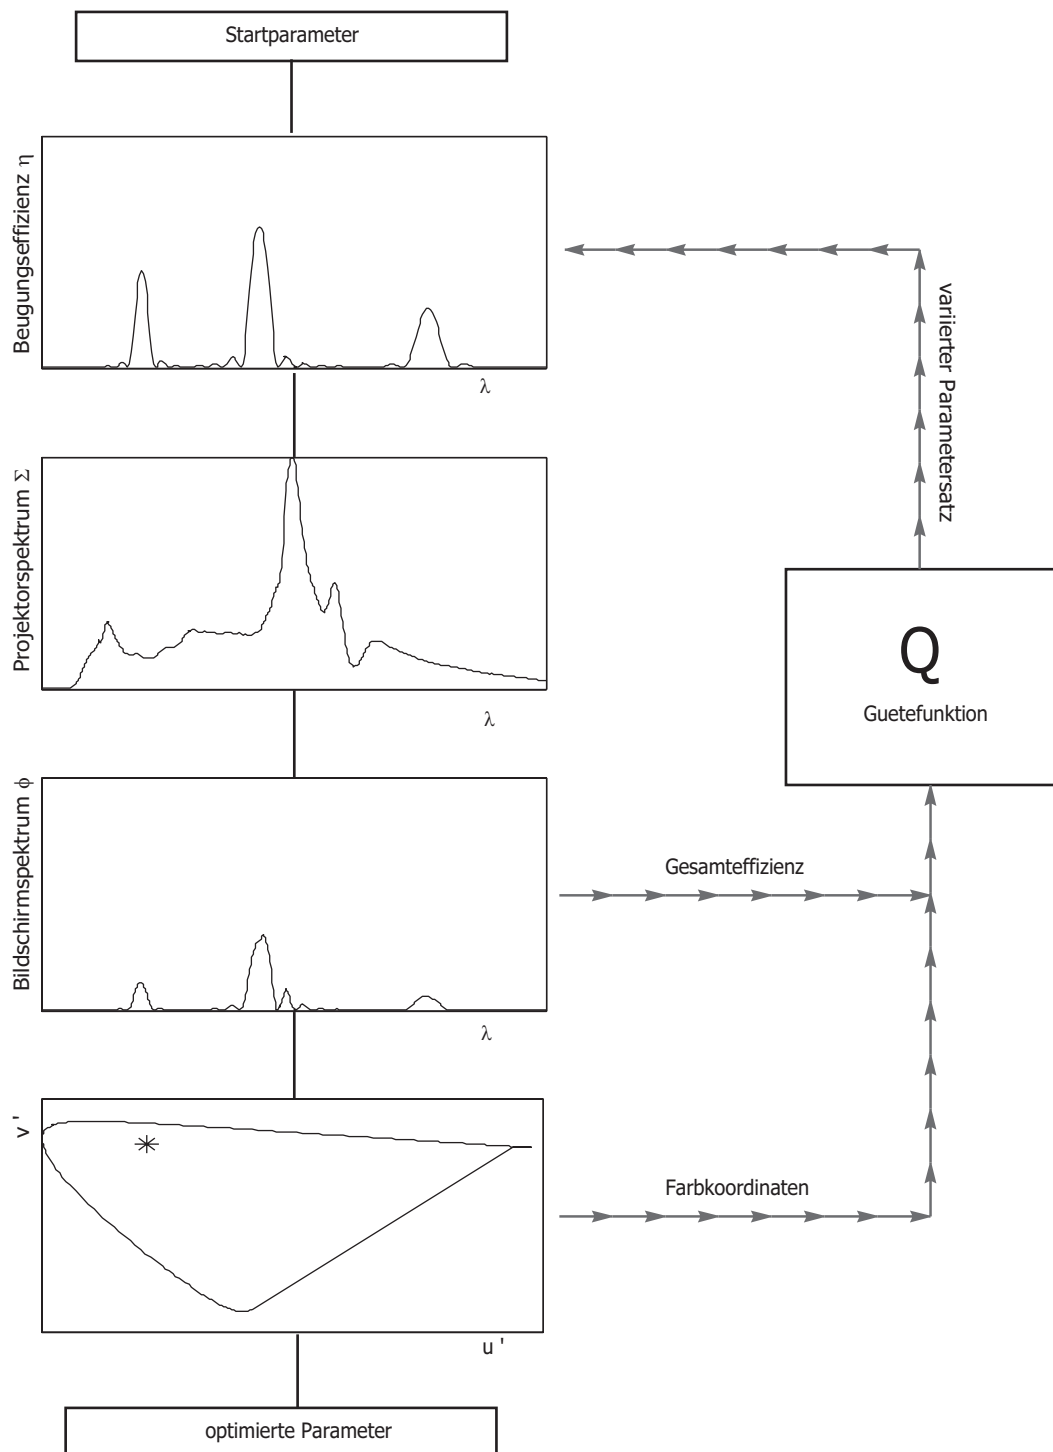 Startparameter
Beugungseffizienz η
λ
variierter Parametersatz
Projektorspektrum Σ
λ
Q
Guetefunktion
Bildschirmspektrum ϕ
λ
Gesamteffizienz
v '
u '
Farbkoordinaten
optimierte Parameter